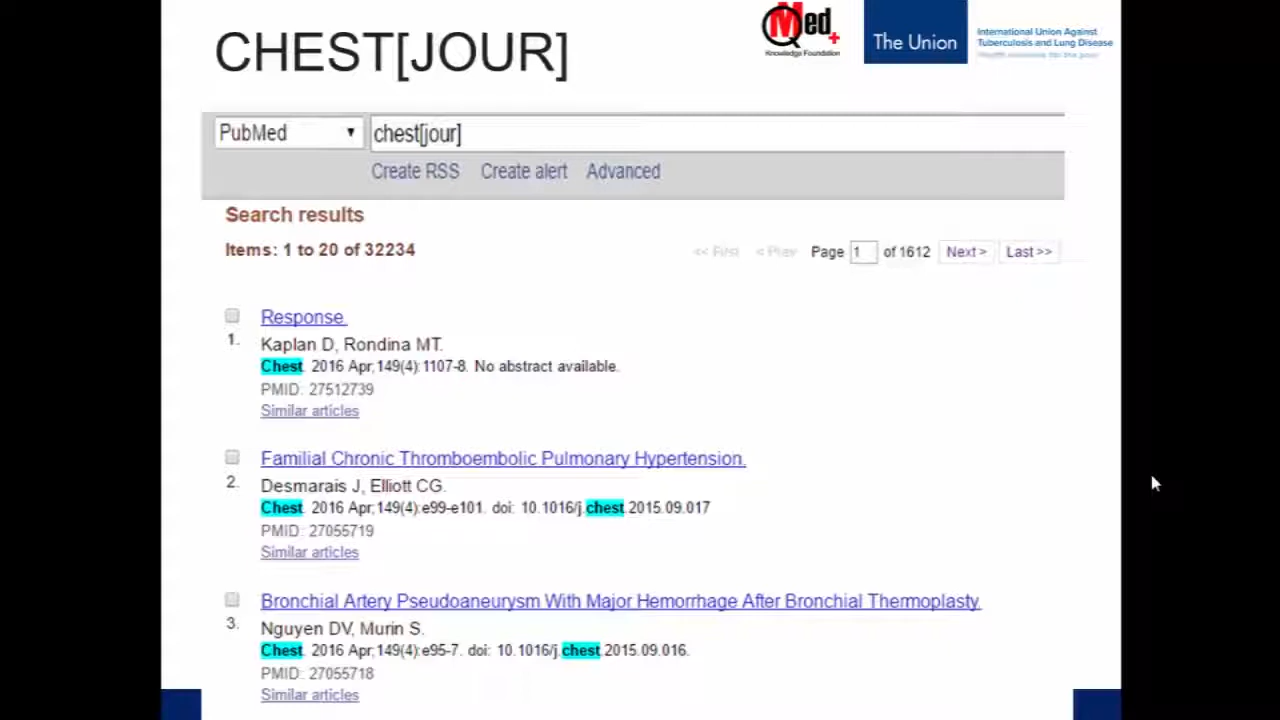 CHEST[JOUR]
QMed+
Knowledge Foundation
The Union
International Union Against
Tuberculosis and Lung Disease
Health solutions for the poor
PubMed
chest[jour]
Create RSS Create alert Advanced
Search results
Items: 1 to 20 of 32234
<< First < Prev Page 1 of 1612 Next > Last >>
Response.
1. Kaplan D, Rondina MT.
Chest. 2016 Apr;149(4):1107-8. No abstract available.
PMID: 27512739
Similar articles
Familial Chronic Thromboembolic Pulmonary Hypertension.
2. Desmarais J, Elliott CG.
Chest. 2016 Apr;149(4):e99-e101. doi: 10.1016/j.chest.2015.09.017
PMID: 27055719
Similar articles
Bronchial Artery Pseudoaneurysm With Major Hemorrhage After Bronchial Thermoplasty.
3. Nguyen DV, Murin S.
Chest. 2016 Apr;149(4):e95-7. doi: 10.1016/j.chest.2015.09.016.
PMID: 27055718
Similar articles